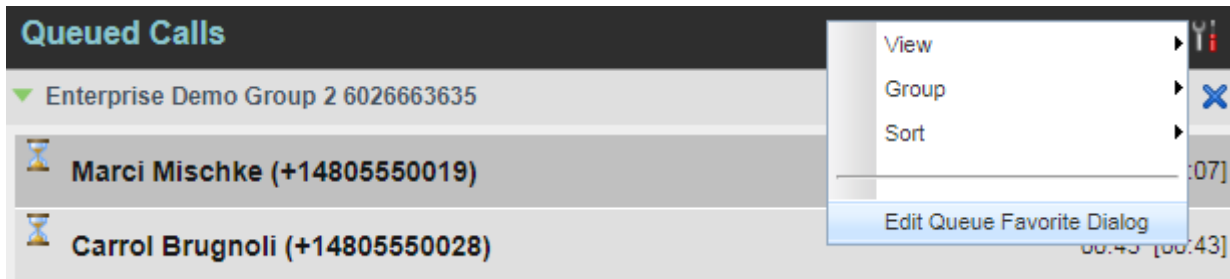 Queued Calls
View
Enterprise Demo Group 2 6026663635
Group
Sort
Marci Mischke (+14805550019)
:07]
Edit Queue Favorite Dialog
Carrol Brugnoli (+14805550028)
:43]